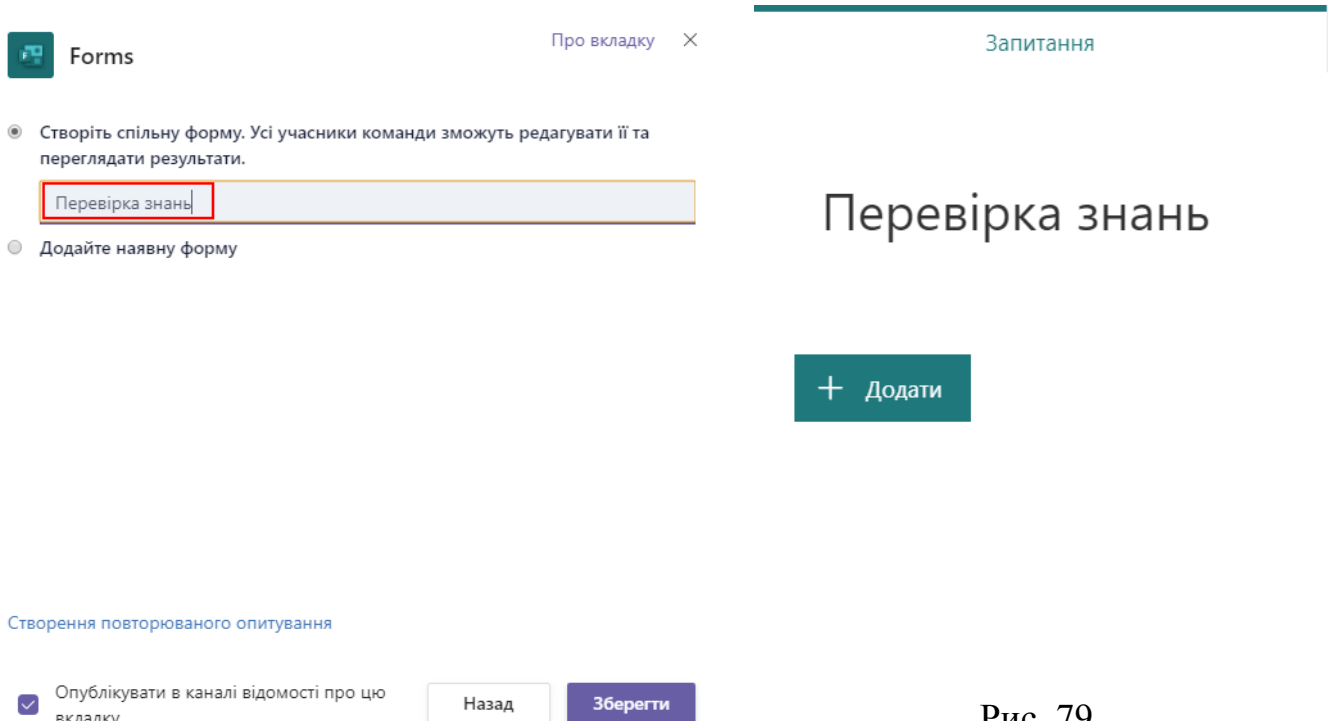 Forms
Про вкладку
Створіть спільну форму. Усі учасники команди зможуть редагувати її та
переглядати результати.
Перевірка знань
Додайте наявну форму
Створення повторюваного опитування
Опублікувати в каналі відомості про цю
вкладку
Назад
Зберегти
Запитання
Перевірка знань
+ Додати
Рис. 79